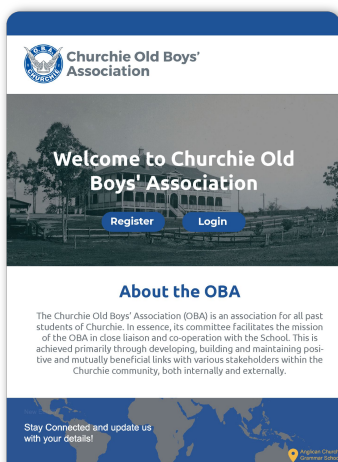 O.B.A.
CHURCHIE
Churchie Old Boys'
Association
Welcome to Churchie Old
Boys' Association
Register Login
About the OBA
The Churchie Old Boys' Association (OBA) is an association for all past
students of Churchie. In essence, its committee facilitates the mission
of the OBA in close liaison and co-operation with the School. This is
achieved primarily through developing, building and maintaining posi-
tive and mutually beneficial links with various stakeholders within the
Churchie community, both internally and externally.
Stay Connected and update us
with your details!
Anglican Church
Grammar School